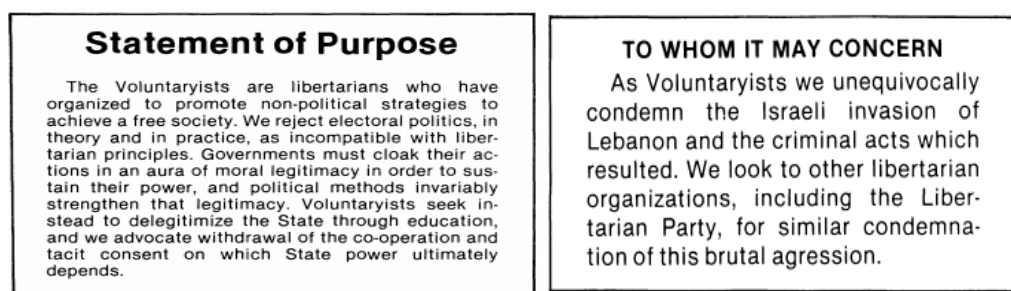 Statement of Purpose
The Voluntaryists are libertarians who have
organized to promote non-political strategies to
achieve a free society. We reject electoral politics, in
theory and in practice, as incompatible with liber-
tarian principles. Governments must cloak their ac-
tions in an aura of moral legitimacy in order to sus-
tain their power, and political methods invariably
strengthen that legitimacy. Voluntaryists seek in-
stead to delegitimize the State through education,
and we advocate withdrawal of the co-operation and
tacit consent on which State power ultimately
depends.
TO WHOM IT MAY CONCERN
As Voluntaryists we unequivocally
condemn the Israeli invasion of
Lebanon and the criminal acts which
resulted. We look to other libertarian
organizations, including the Liber-
tarian Party, for similar condemna-
tion of this brutal agression.